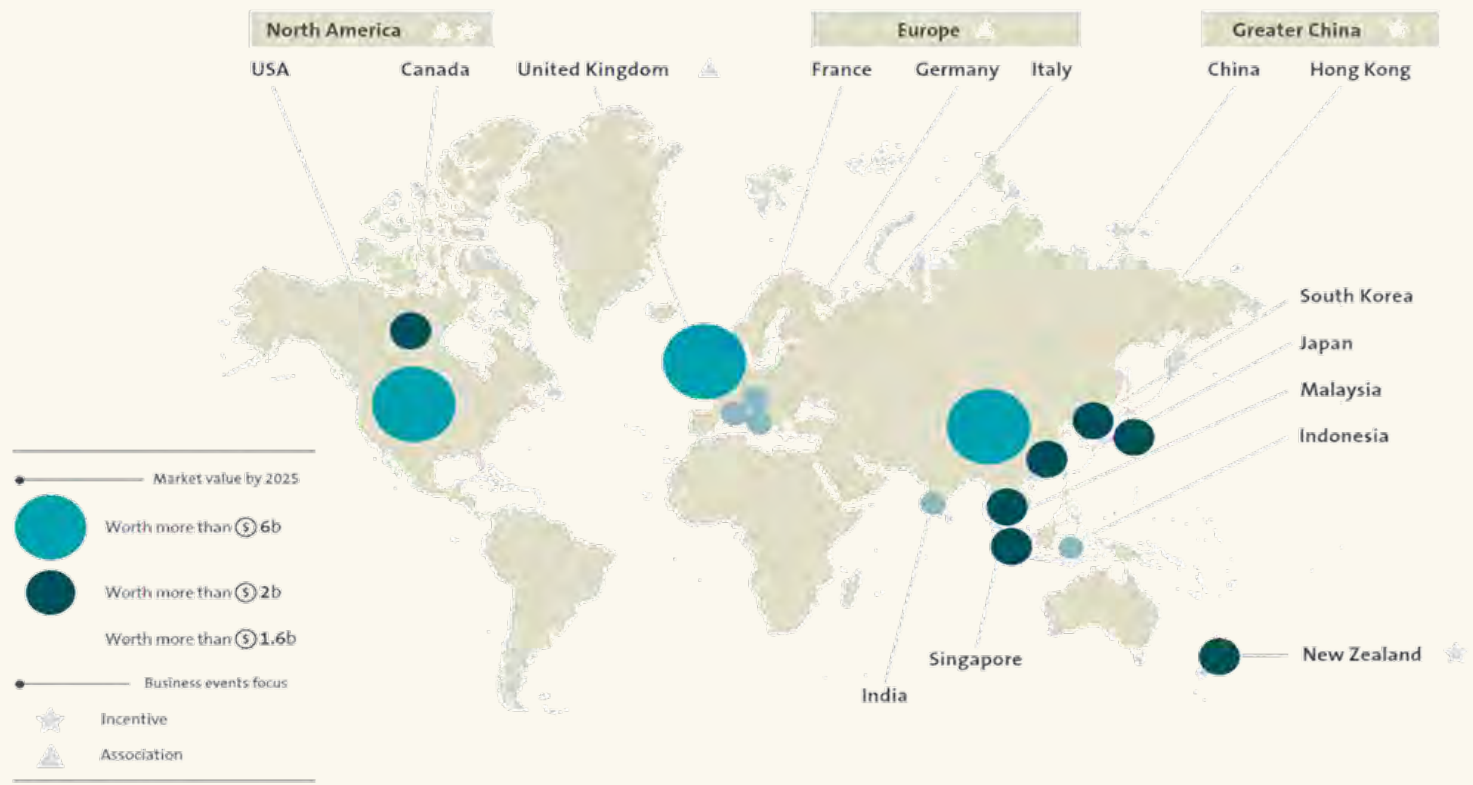 North America
Europe
Greater China
USA
Canada
United Kingdom
France
Germany
Italy
China
Hong Kong
South Korea
Japan
Malaysia
Indonesia
Market value by 2025
Worth more than $ 6b
Worth more than $ 2b
Worth more than $ 1.6b
Business events focus
Incentive
Association
Singapore
India
New Zealand